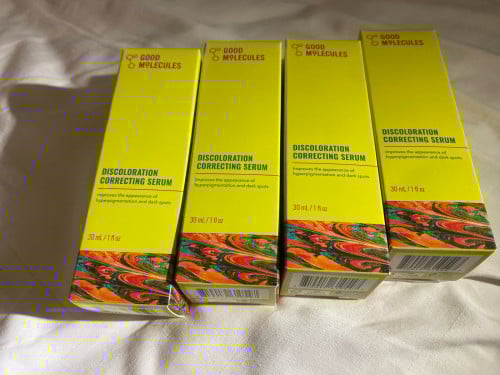 GOOD
MOLECULES
DISCOLORATION
CORRECTING SERUM
Improves the appearance of
hyperpigmentation and dark spots
30 mL / 1 fl oz
GOOD
MOLECULES
DISCOLORATION
CORRECTING SERUM
Improves the appearance of
hyperpigmentation and dark spots
30 mL / 1 fl oz
GOOD
MOLECULES
DISCOLORATION
CORRECTING SERUM
Improves the appearance of
hyperpigmentation and dark spots.
30 mL / 1 fl oz
GOOD
MOLECULES
DISCOLORATION
CORRECTING SERUM
Improves the appearance of
hyperpigmentation and dark spots.
30 mL / 1 fl oz